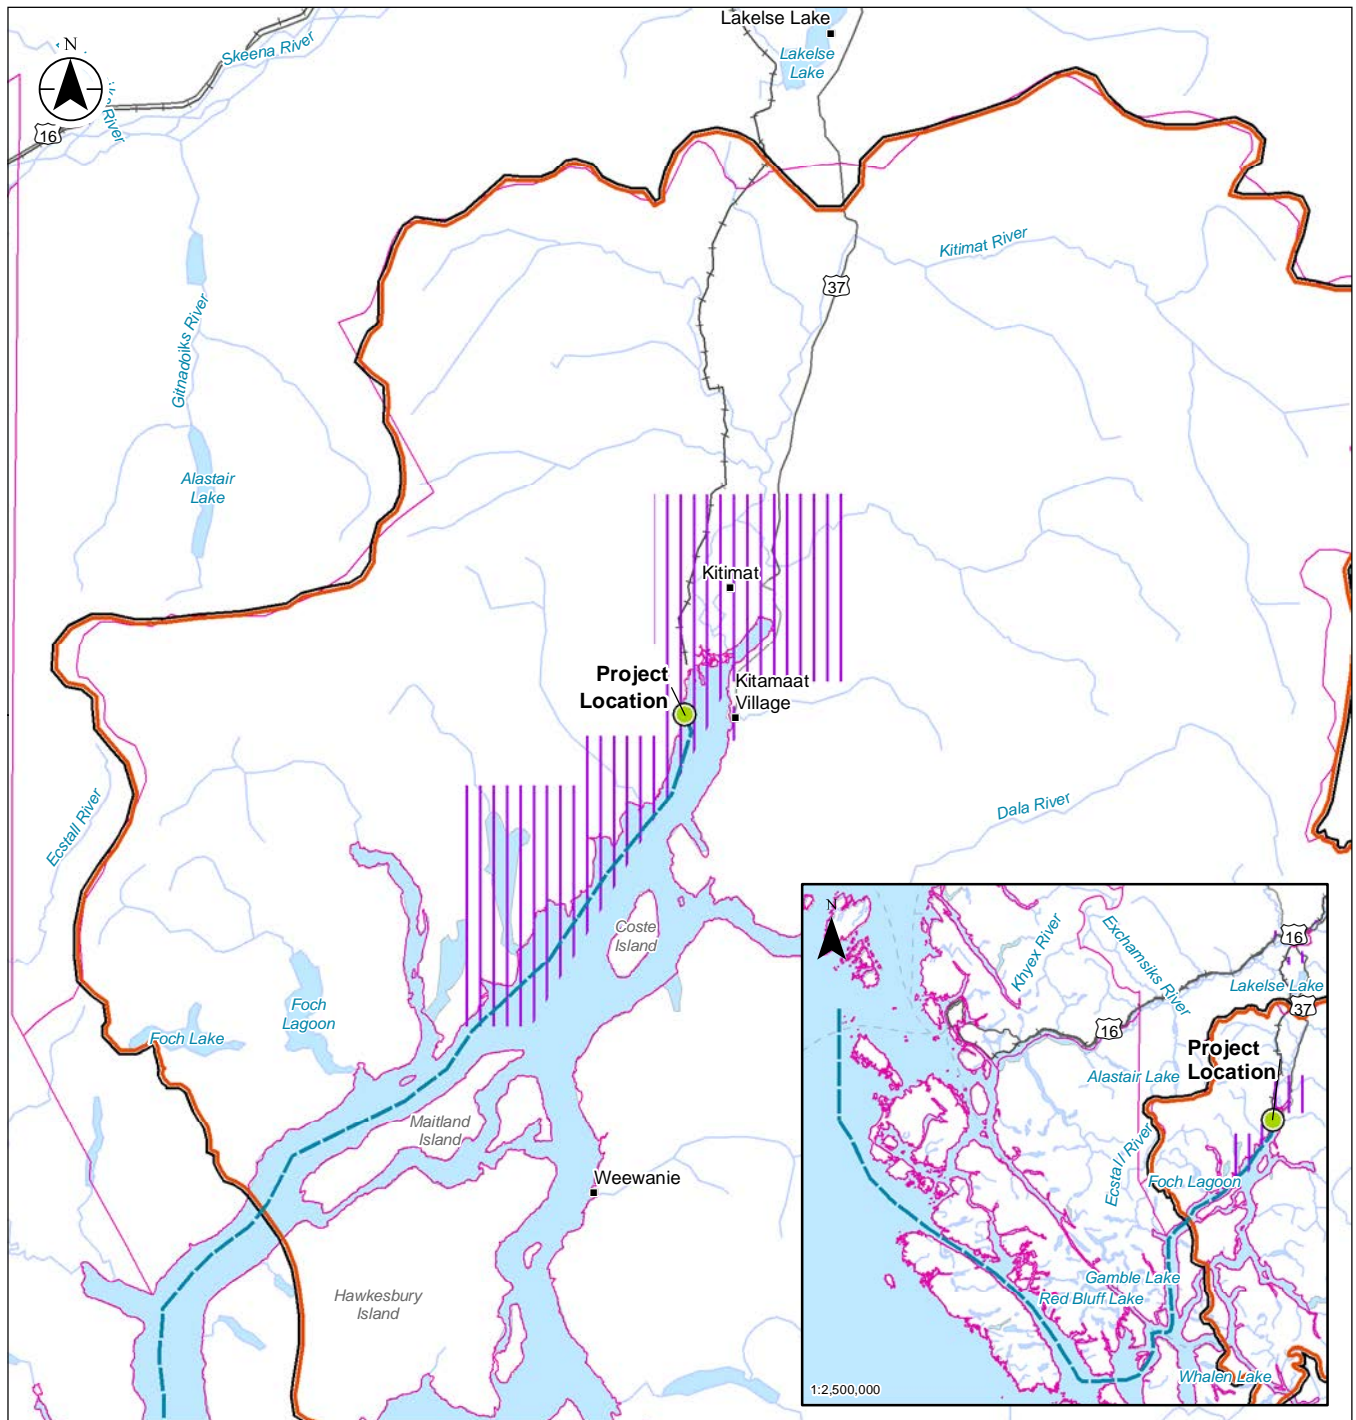 Lakelse Lake
Skeena River
Lakelse
Lake
N
River
16
Kitimat River
37
Gitnadoiks River
Alastair
Lake
Kitimat
Project
Location
Kitamaat
Village
Ecstall River
Dala River
Coste
Island
Foch
Lagoon
Foch Lake
Maitland
Island
Weewanie
Hawkesbury
Island
N
Khyex River
Exchamsiks River
16
Lakelse Lake
37
16
Project
Location
Alastair Lake
Ecstall River
Foch Lagoon
Gamble Lake
Red Bluff Lake
Whalen Lake
1:2,500,000